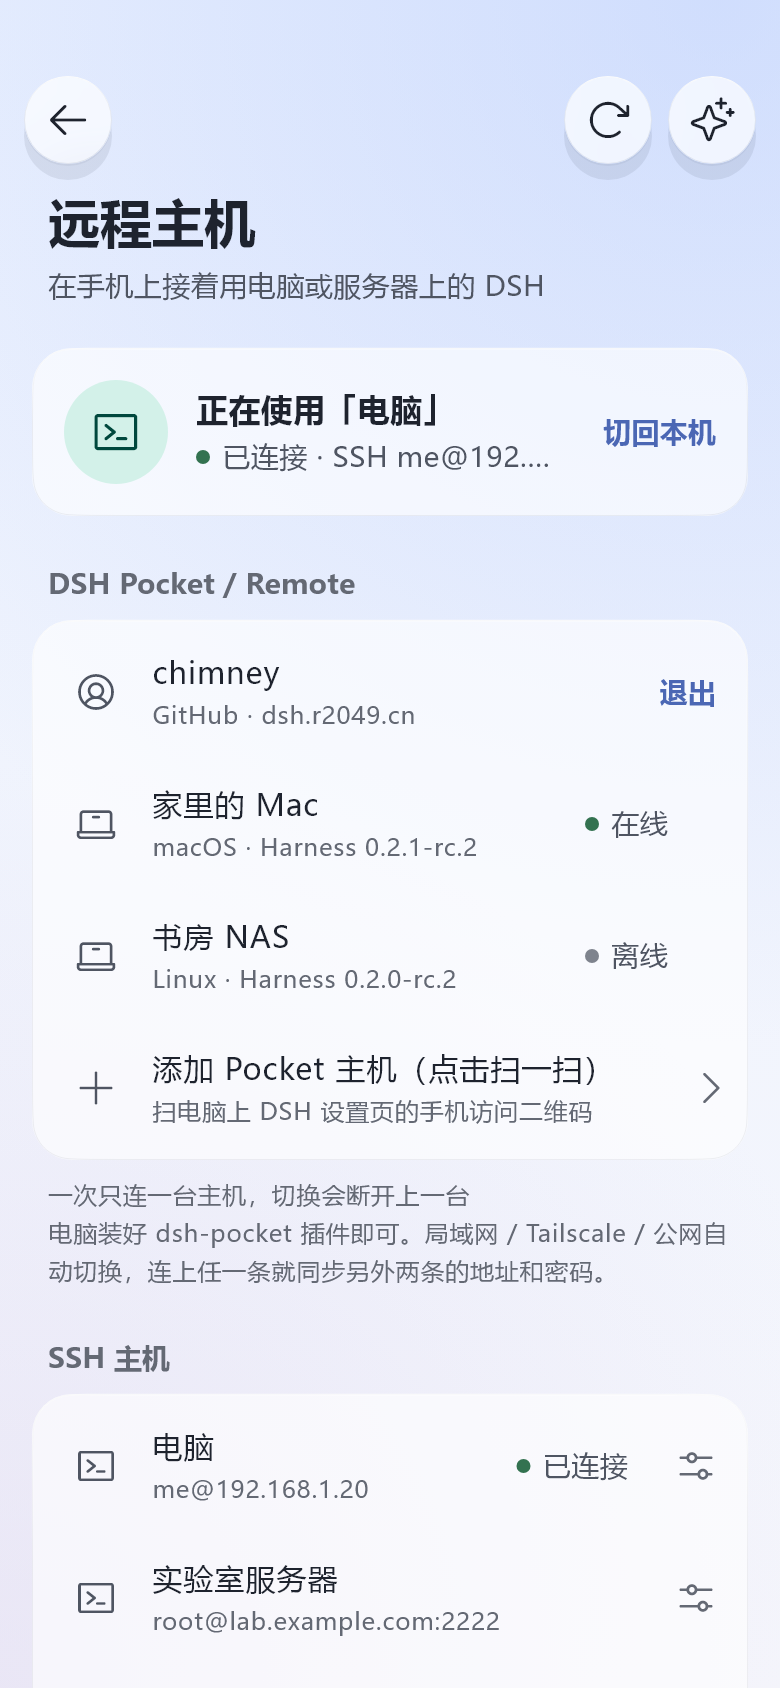 远程主机
在手机上接着用电脑或服务器上的 DSH
正在使用「电脑」
已连接 · SSH me@192....
切回本机
DSH Pocket / Remote
chimney
GitHub · dsh.r2049.cn
退出
家里的 Mac
macOS · Harness 0.2.1-rc.2
在线
书房 NAS
Linux · Harness 0.2.0-rc.2
离线
添加 Pocket 主机（点击扫一扫）
扫电脑上 DSH 设置页的手机访问二维码
一次只连一台主机，切换会断开上一台
电脑装好 dsh-pocket 插件即可。局域网 / Tailscale / 公网自
动切换，连上任一条就同步另外两条的地址和密码。
SSH 主机
电脑
me@192.168.1.20
已连接
实验室服务器
root@lab.example.com:2222